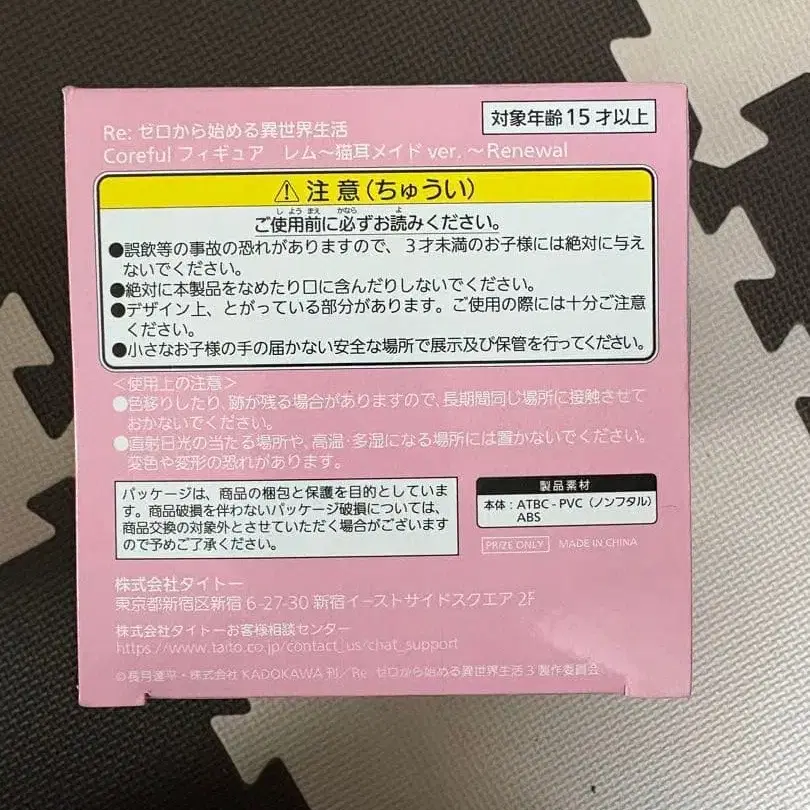 対象年齢15才以上
Re: ゼロから始める異世界生活
Coreful フィギュア　レム～猫耳メイド ver. ～Renewal
⚠ 注意(ちゅうい)
しようまえ かなら よ
ご使用前に必ずお読みください。
●誤飲等の事故の恐れがありますので、３才未満のお子様には絶対に与え
ないでください。
●絶対に本製品をなめたり口に含んだりしないでください。
●デザイン上、とがっている部分があります。ご使用の際には十分ご注意
ください。
●小さなお子様の手の届かない安全な場所で展示及び保管を行ってください。
＜使用上の注意＞
●色移りしたり、跡が残る場合がありますので、長期間同じ場所に接触させて
おかないでください。
●直射日光の当たる場所や、高温・多湿になる場所には置かないでください。
変色や変形の恐れがあります。
パッケージは、商品の梱包と保護を目的としていま
す。商品破損を伴わないパッケージ破損については、
商品交換の対象外とさせていただく場合がございます
ので予めご了承ください。
製品素材
本体：ATBC-PVC（ノンフタル）
ABS
PRIZE ONLY MADE IN CHINA
株式会社タイトー
東京都新宿区新宿 6-27-30 新宿イーストサイドスクエア 2F
株式会社タイトーお客様相談センター
https://www.taito.co.jp/contact_us/chat_support
©長月達平・株式会社 KADOKAWA 刊／Re: ゼロから始める異世界生活 3 製作委員会